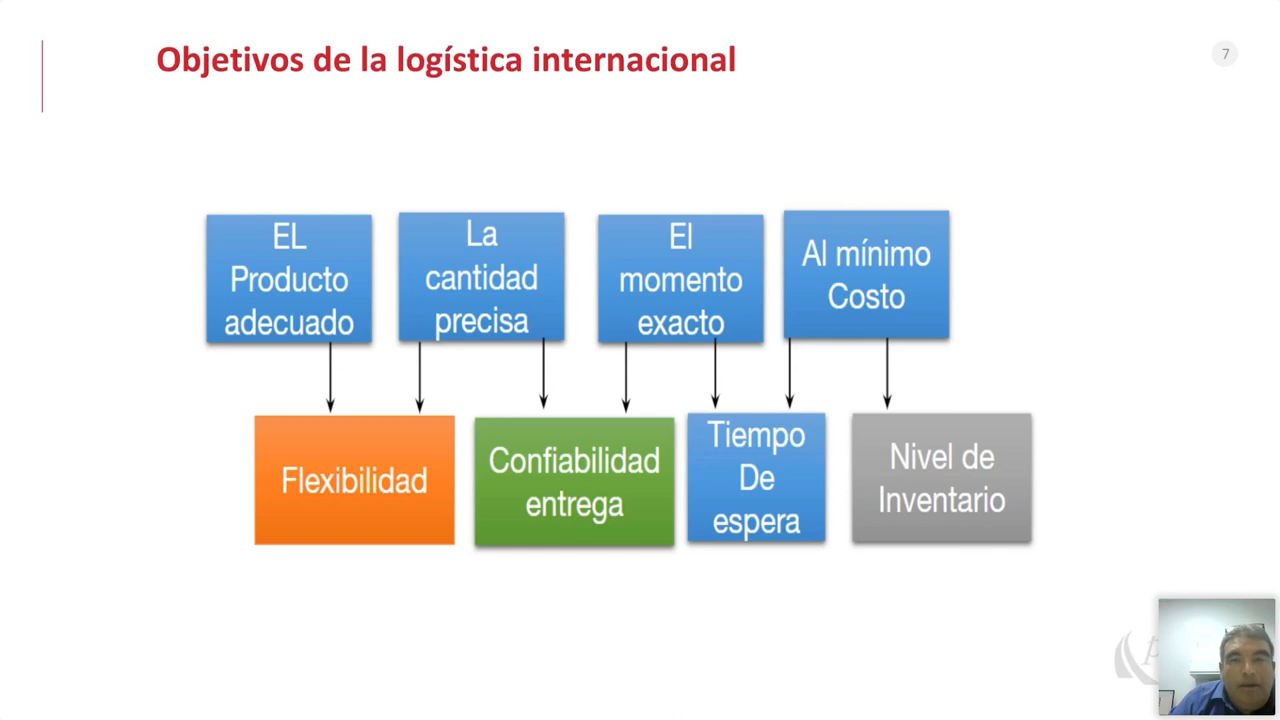 Objetivos de la logística internacional
7
EL
Producto
adecuado
La
cantidad
precisa
El
momento
exacto
Al mínimo
Costo
Flexibilidad
Confiabilidad
entrega
Tiempo
De
espera
Nivel de
Inventario